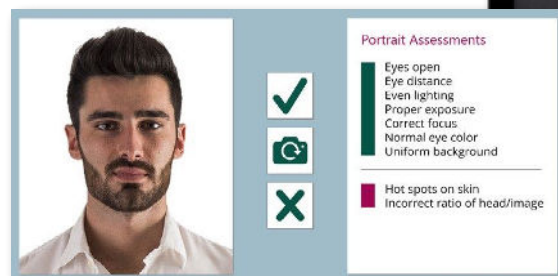 Portrait Assessments
Eyes open
Eye distance
Even lighting
Proper exposure
Correct focus
Normal eye color
Uniform background
Hot spots on skin
Incorrect ratio of head/image